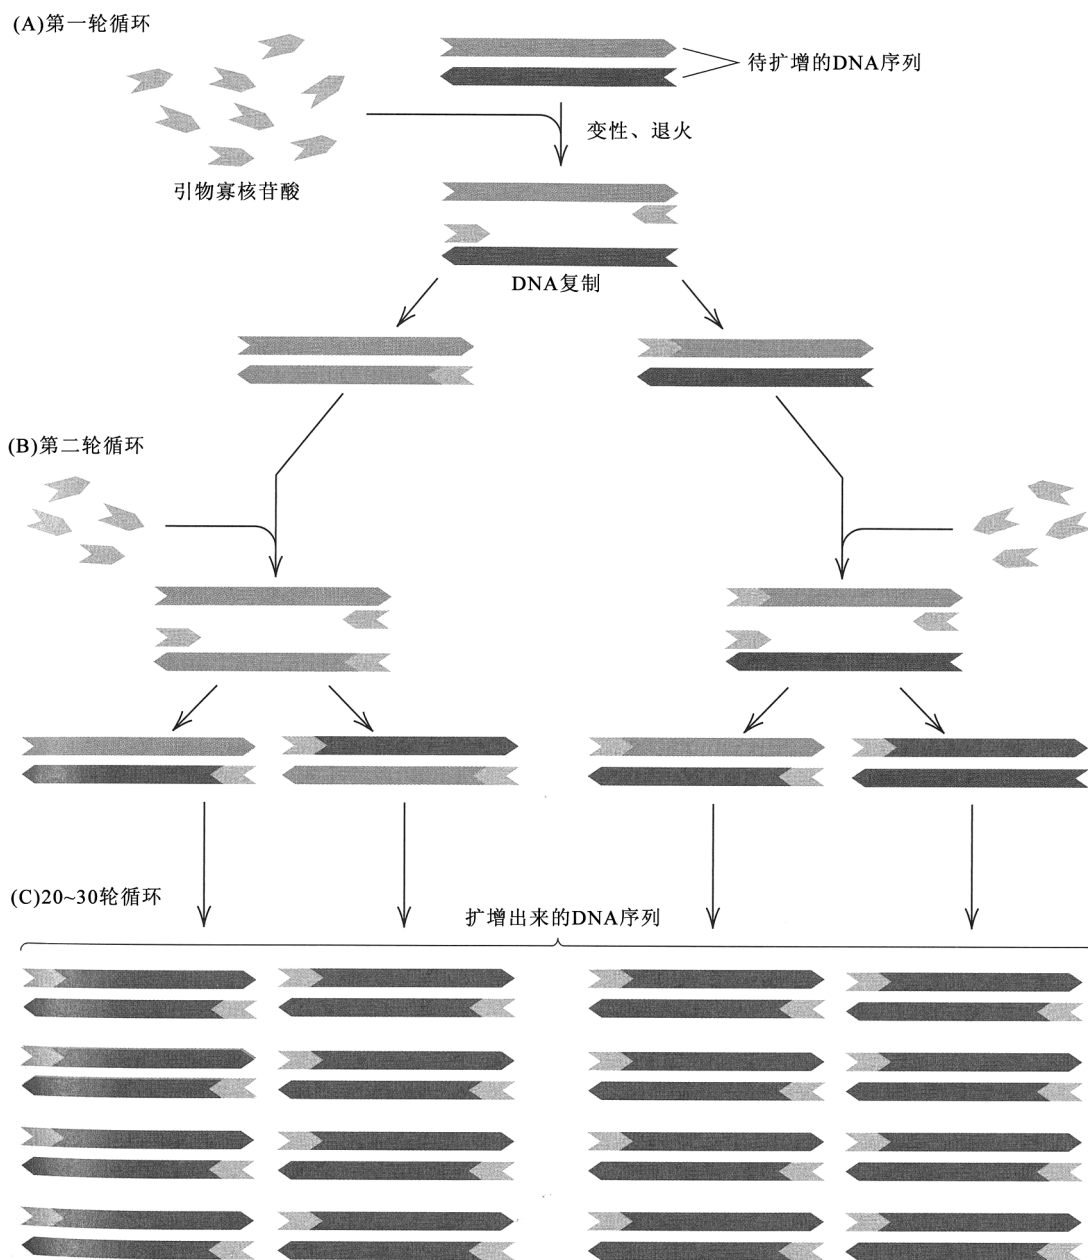 (A)第一轮循环
待扩增的DNA序列
变性、退火
引物寡核苷酸
DNA复制
(B)第二轮循环
(C)20~30轮循环
扩增出来的DNA序列